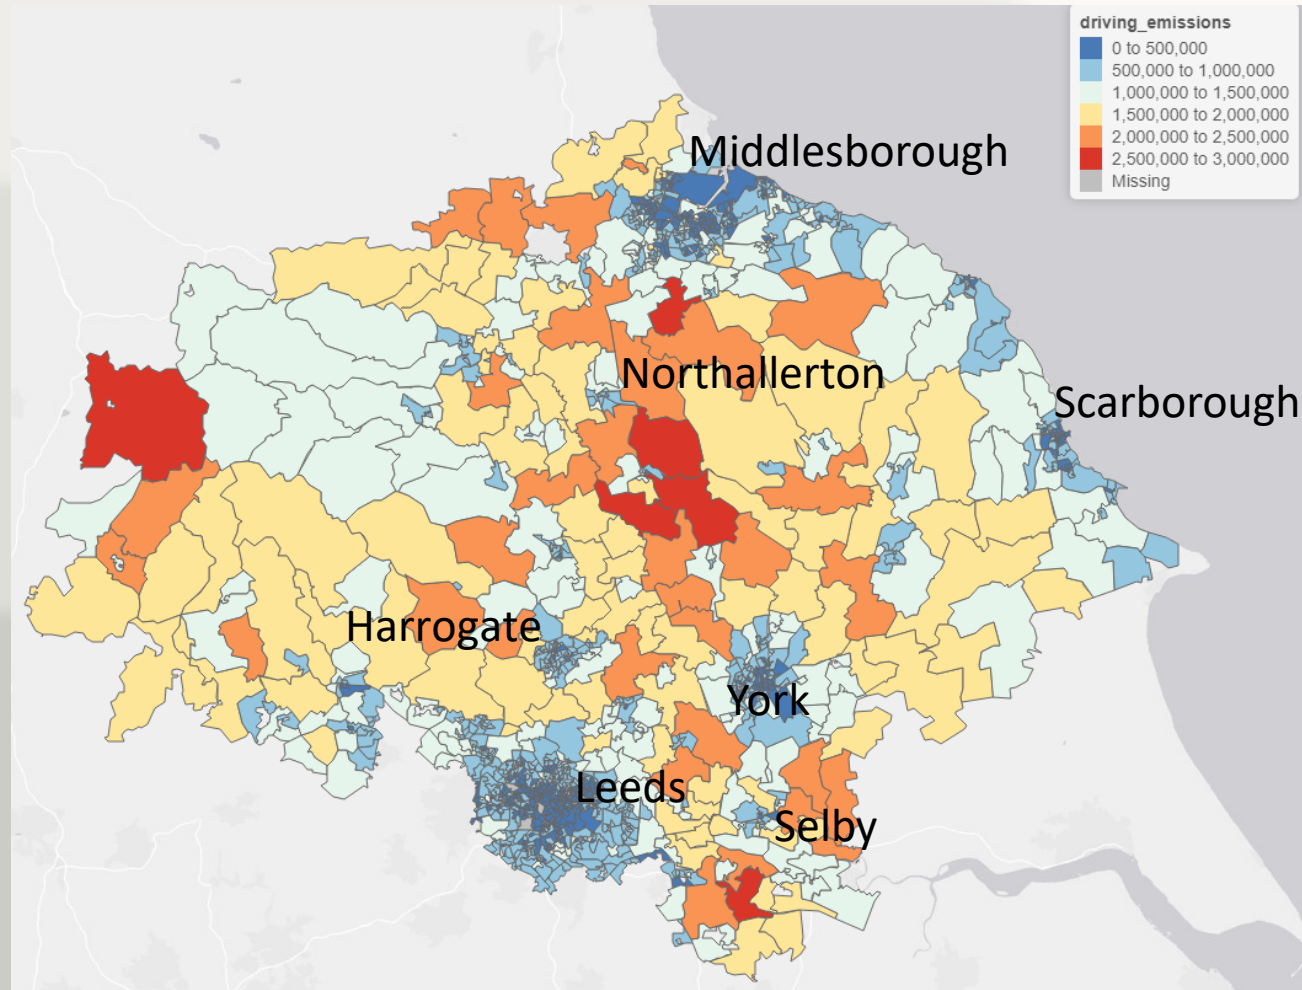 driving_emissions
0 to 500,000
500,000 to 1,000,000
1,000,000 to 1,500,000
1,500,000 to 2,000,000
2,000,000 to 2,500,000
2,500,000 to 3,000,000
Missing
Middlesborough
Northallerton
Scarborough
Harrogate
York
Leeds
Selby